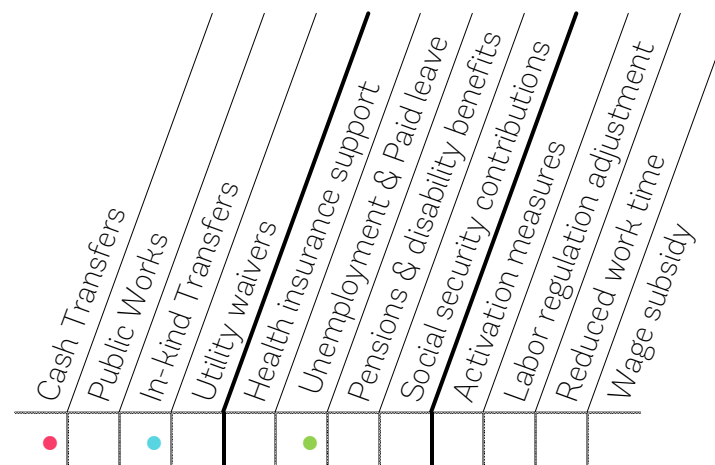 Cash Transfers
Public Works
In-kind Transfers
Utility waivers
Health insurance support
Unemployment & Paid leave
Pensions & disability benefits
Social security contributions
Activation measures
Labor regulation adjustment
Reduced work time
Wage subsidy